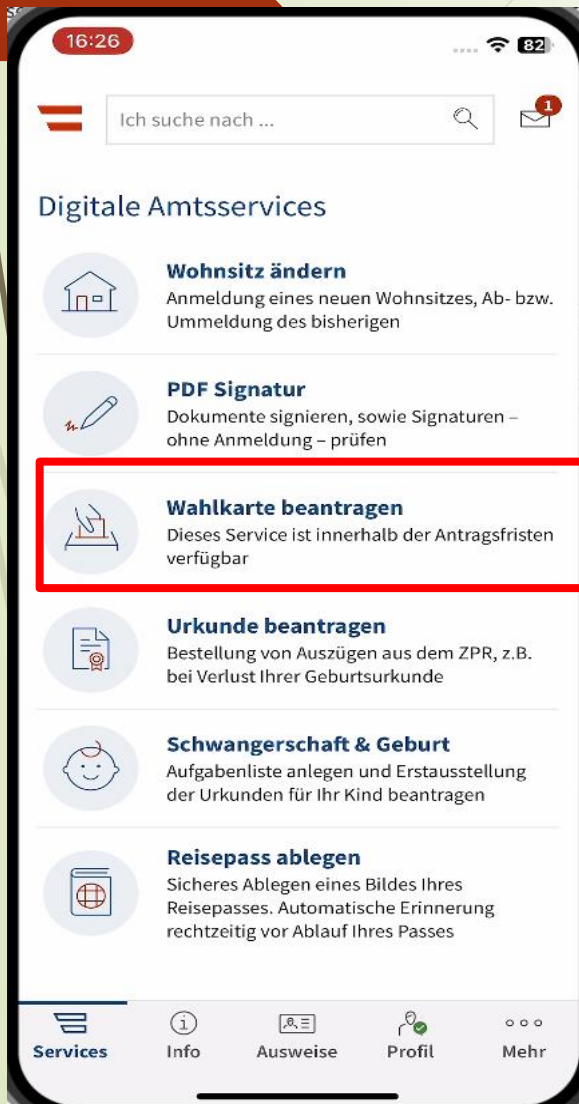 16:26
82
Ich suche nach ...
1
Digitale Amtsservices
Wohnsitz ändern
Anmeldung eines neuen Wohnsitzes, Ab- bzw.
Ummeldung des bisherigen
PDF Signatur
Dokumente signieren, sowie Signaturen –
ohne Anmeldung – prüfen
Wahlkarte beantragen
Dieses Service ist innerhalb der Antragsfristen
verfügbar
Urkunde beantragen
Bestellung von Auszügen aus dem ZPR, z.B.
bei Verlust Ihrer Geburtsurkunde
Schwangerschaft & Geburt
Aufgabenliste anlegen und Erstausstellung
der Urkunden für Ihr Kind beantragen
Reisepass ablegen
Sicheres Ablegen eines Bildes Ihres
Reisepasses. Automatische Erinnerung
rechtzeitig vor Ablauf Ihres Passes
Services Info Ausweise Profil Mehr